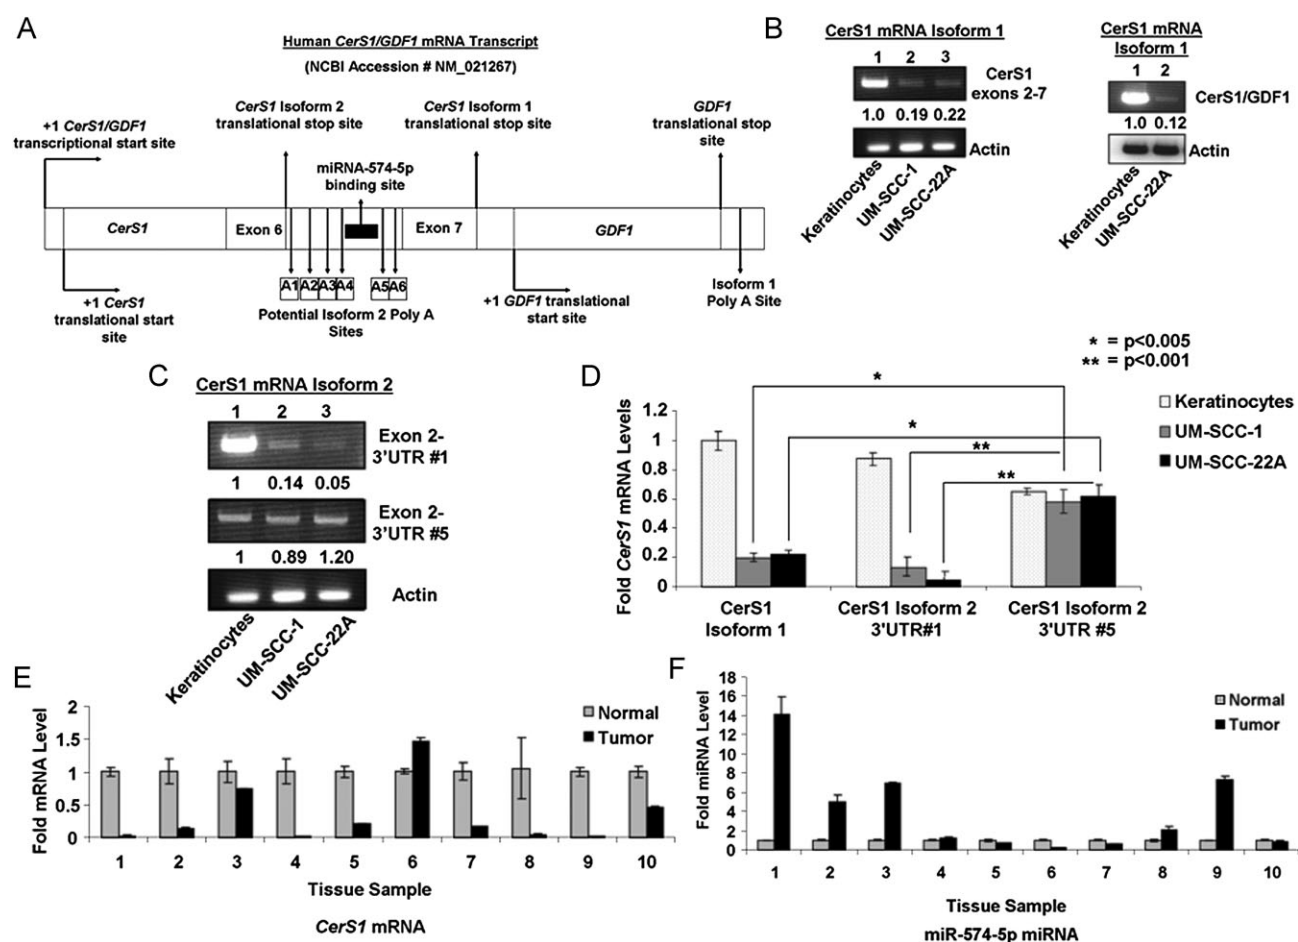 A
Human CerS1/GDF1 mRNA Transcript
(NCBI Accession # NM_021267)
+1 CerS1/GDF1
transcriptional start site
CerS1 Isoform 2
translational stop site
CerS1 Isoform 1
translational stop site
GDF1
translational stop
site
miRNA-574-5p
binding site
CerS1
Exon 6
Exon 7
GDF1
A1 A2 A3 A4 A5 A6
+1 CerS1
translational start
site
Potential Isoform 2 Poly A
Sites
+1 GDF1 translational
start site
Isoform 1
Poly A Site
B
CerS1 mRNA Isoform 1
1 2 3
CerS1
exons 2-7
1.0 0.19 0.22
Actin
Keratinocytes
UM-SCC-1
UM-SCC-22A
CerS1 mRNA
Isoform 1
1 2
CerS1/GDF1
1.0 0.12
Actin
Keratinocytes
UM-SCC-22A
C
CerS1 mRNA Isoform 2
1 2 3
Exon 2-
3'UTR #1
1 0.14 0.05
Exon 2-
3'UTR #5
1 0.89 1.20
Actin
Keratinocytes
UM-SCC-1
UM-SCC-22A
D
* = p<0.005
** = p<0.001
Keratinocytes
UM-SCC-1
UM-SCC-22A
*
*
**
**
Fold CerS1 mRNA Levels
1.2
1
0.8
0.6
0.4
0.2
0
CerS1
Isoform 1
CerS1 Isoform 2
3'UTR#1
CerS1 Isoform 2
3'UTR #5
E
Fold mRNA Level
2
1.5
1
0.5
0
Normal
Tumor
1 2 3 4 5 6 7 8 9 10
Tissue Sample
CerS1 mRNA
F
Fold miRNA Level
18
16
14
12
10
8
6
4
2
0
Normal
Tumor
1 2 3 4 5 6 7 8 9 10
Tissue Sample
miR-574-5p miRNA